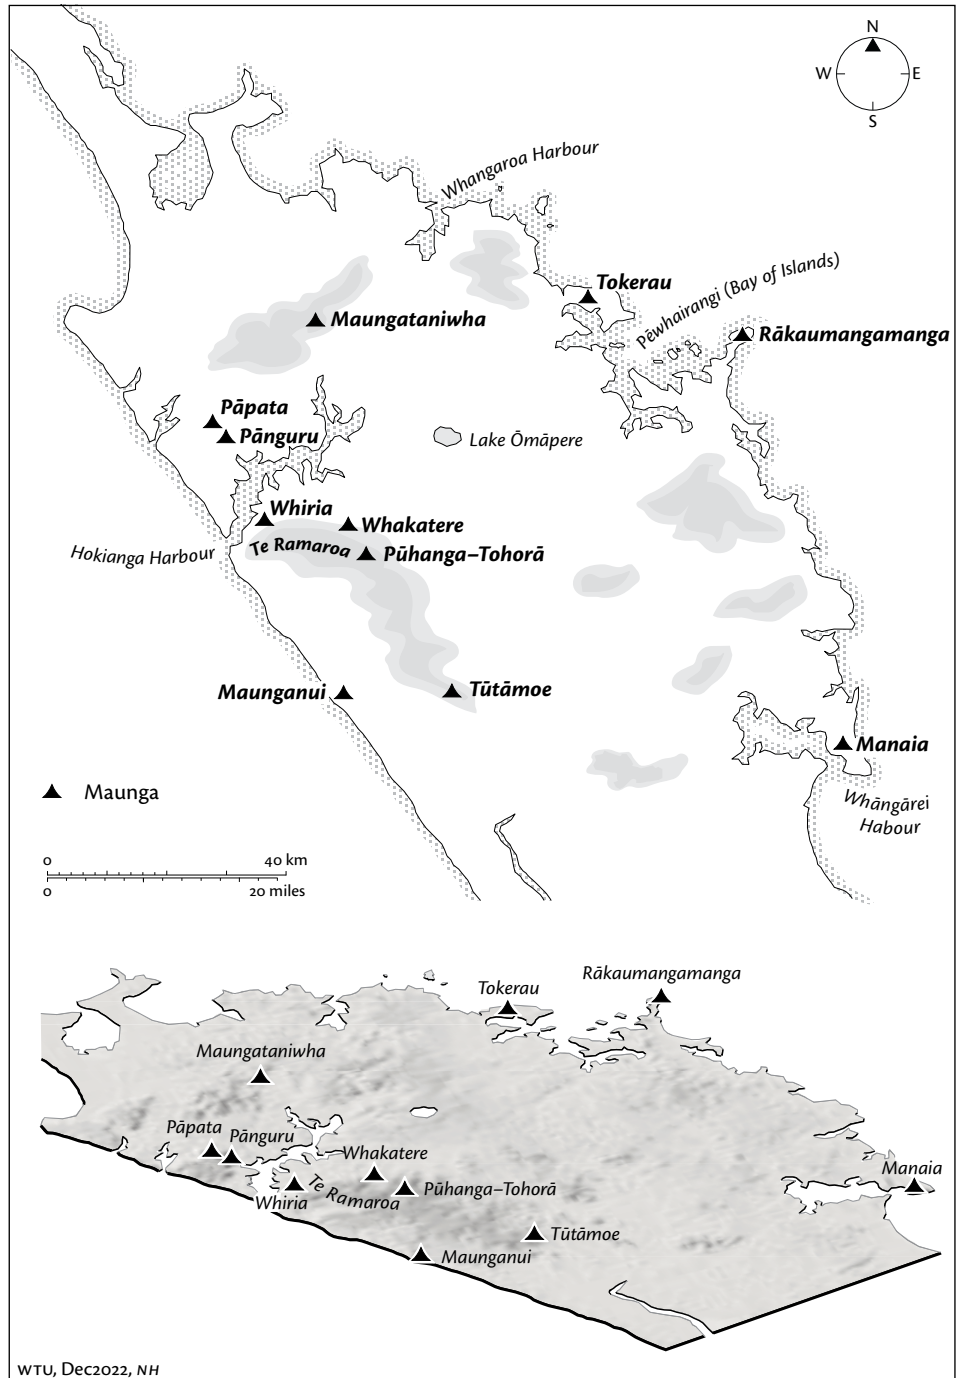 N
W
E
S
Whangaroa Harbour
Tokerau
Pēwhairangi (Bay of Islands)
Maungataniwha
Rākaumangamanga
Pāpata
Pānguru
Lake Ōmāpere
Whiria
Whakatere
Hokianga Harbour
Te Ramaroa
Pūhanga–Tohorā
Maunganui
Tūtāmoe
Manaia
Maunga
Whāngārei
Habour
0
40 km
0
20 miles
Rākaumangamanga
Tokerau
Maungataniwha
Pāpata
Pānguru
Whakatere
Manaia
Te Ramaroa
Pūhanga–Tohorā
Whiria
Tūtāmoe
Maunganui
WTU, Dec2022, NH